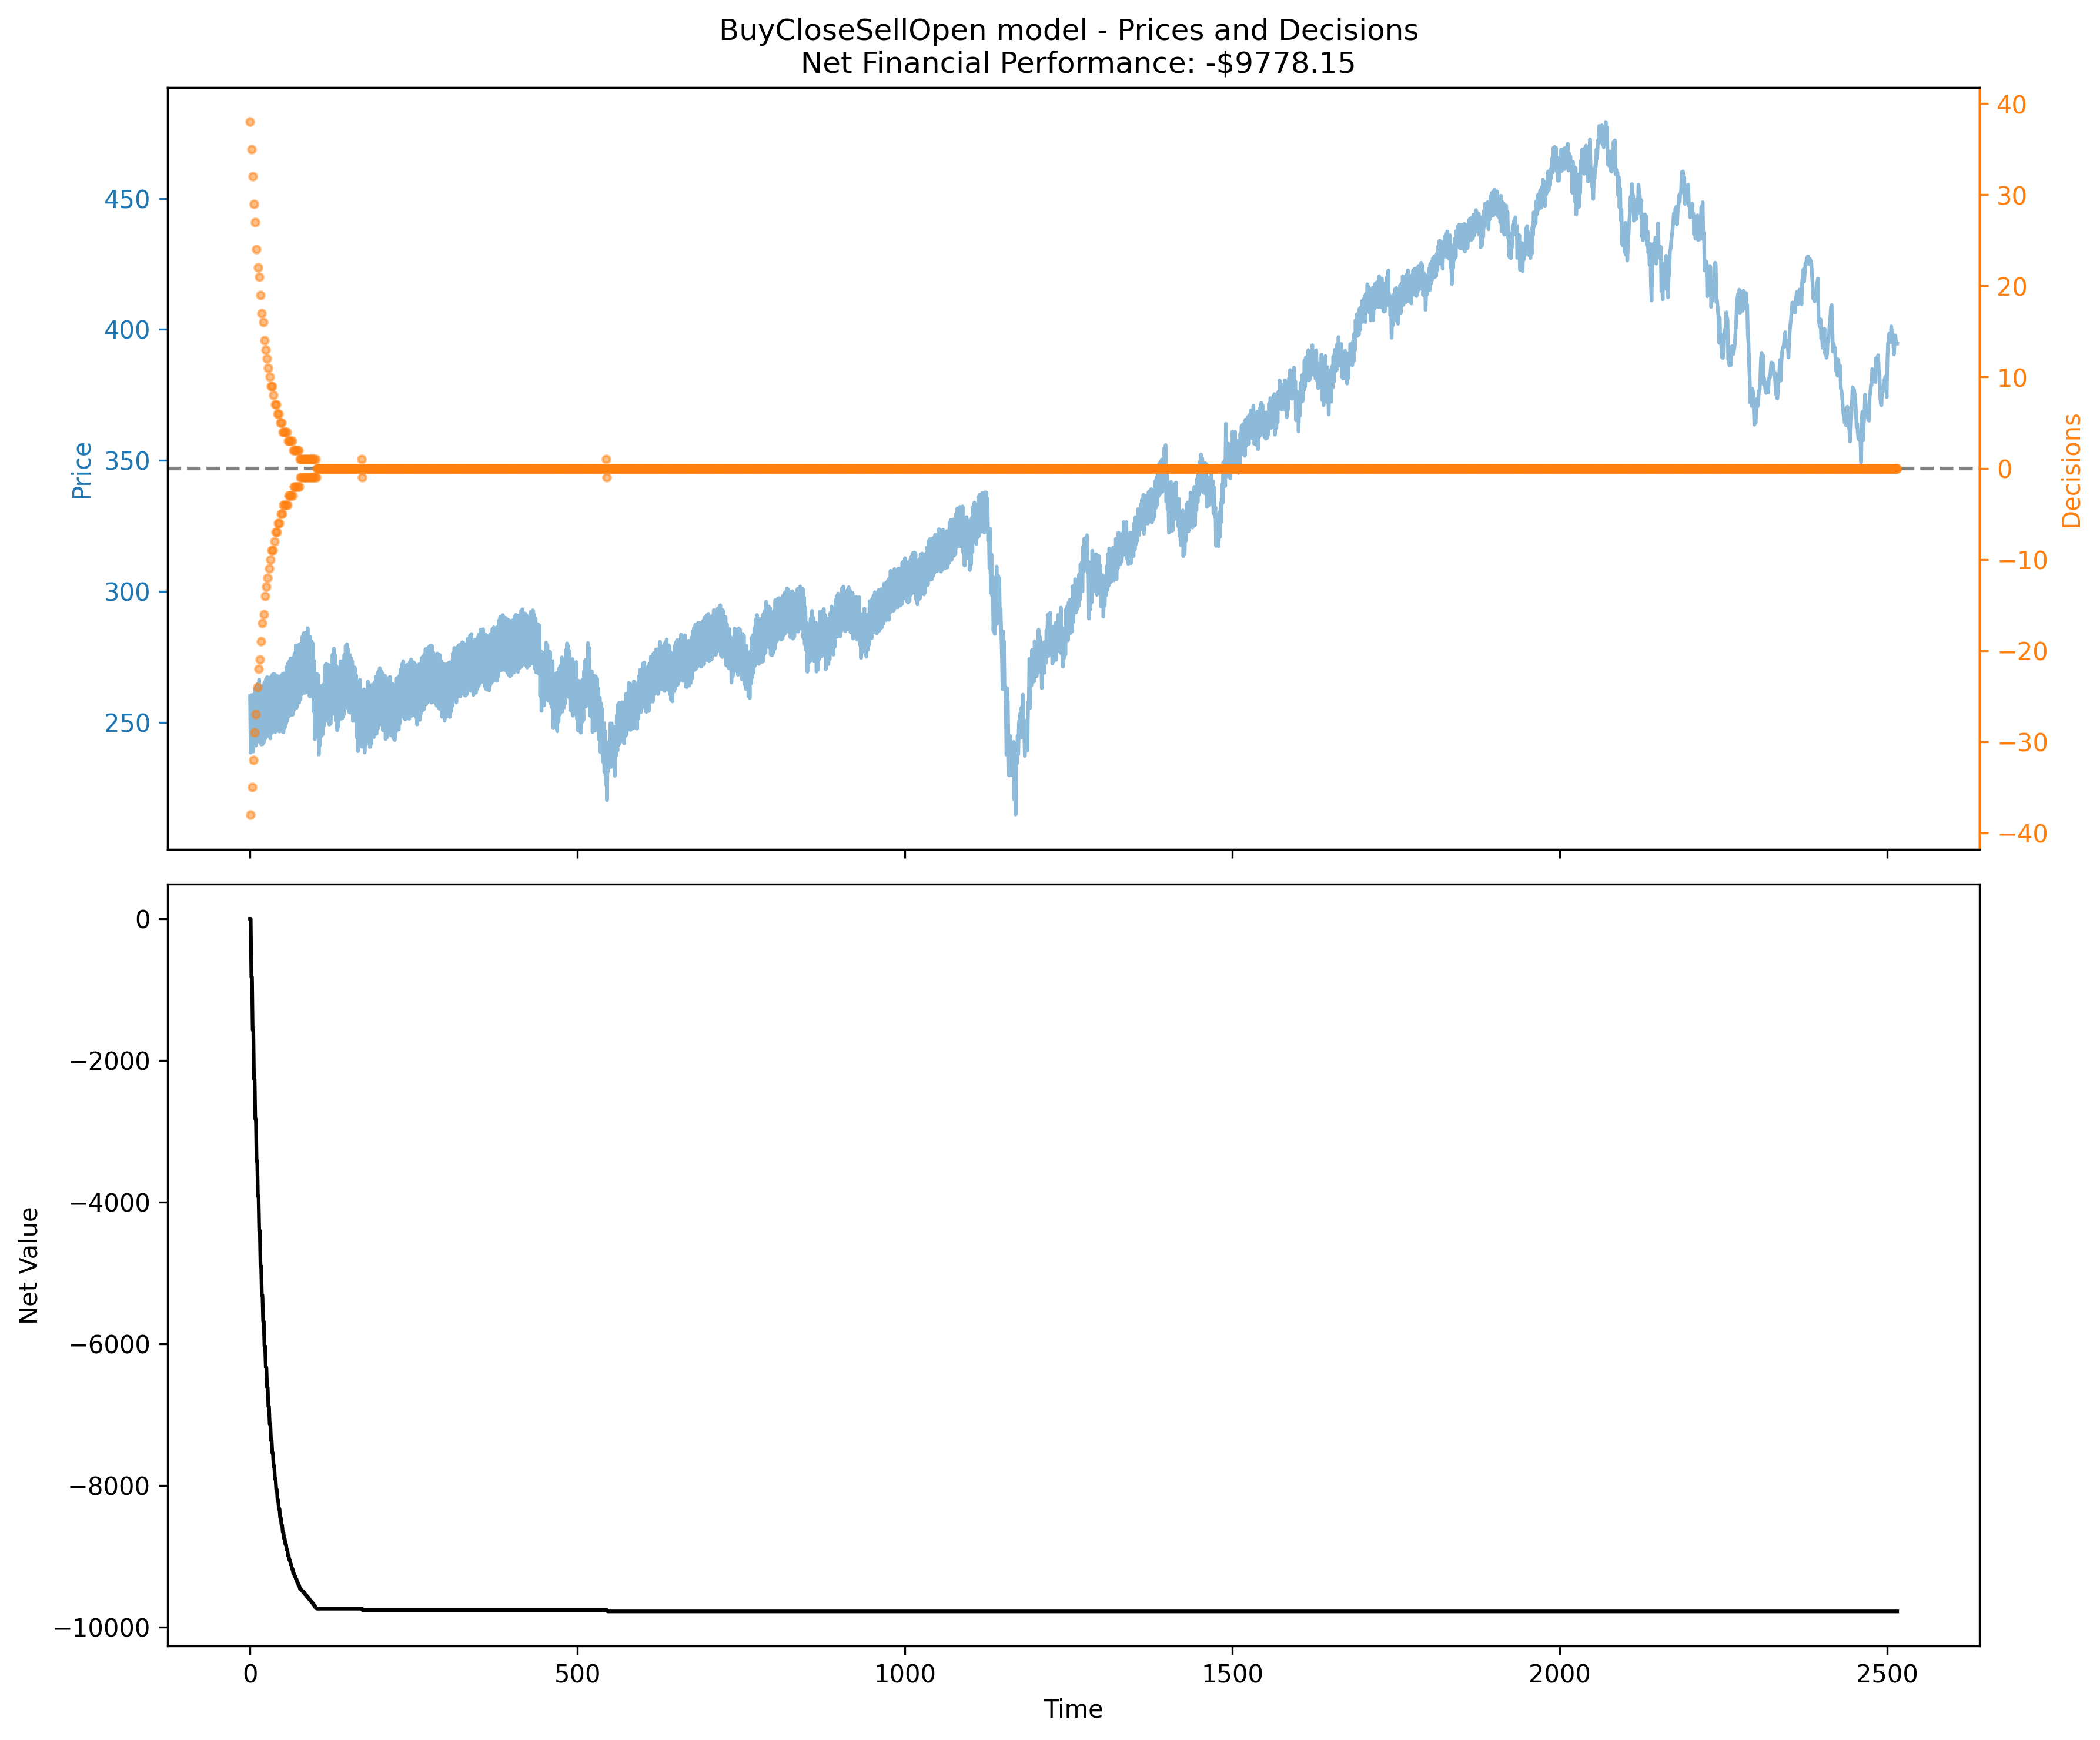 BuyCloseSellOpen model - Prices and Decisions
Net Financial Performance: -$9778.15
Price
450
400
350
300
250
40
30
20
10
0
−10
−20
−30
−40
Decisions
Net Value
0
−2000
−4000
−6000
−8000
−10000
0 500 1000 1500 2000 2500
Time